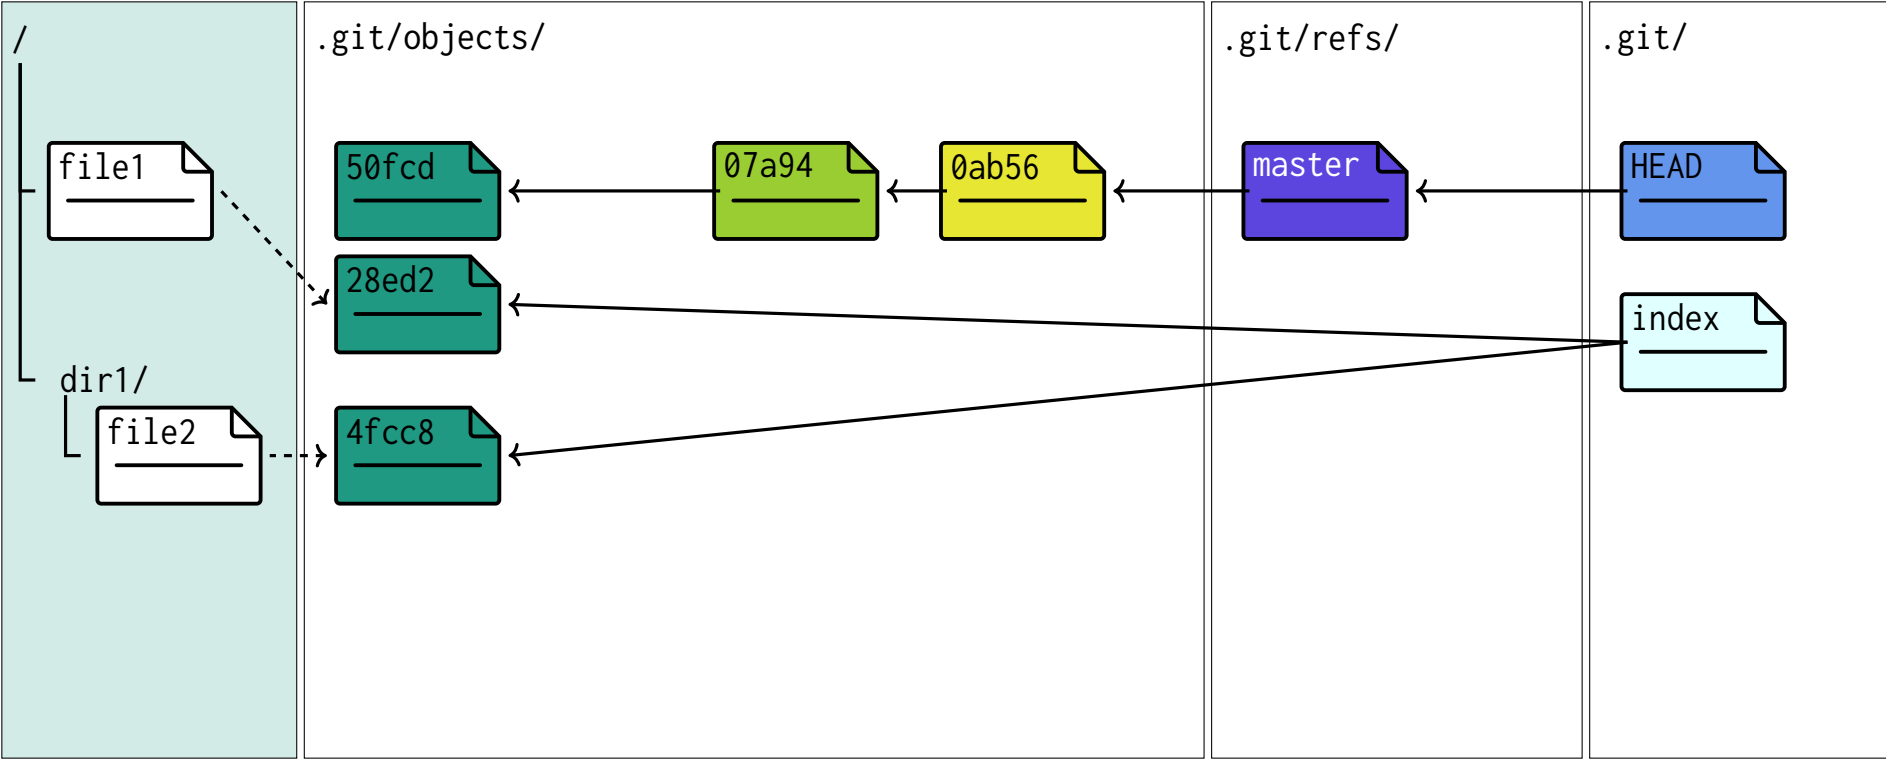 /
.git/objects/
.git/refs/
.git/
file1
50fcd
07a94
0ab56
master
HEAD
28ed2
index
dir1/
file2
4fcc8